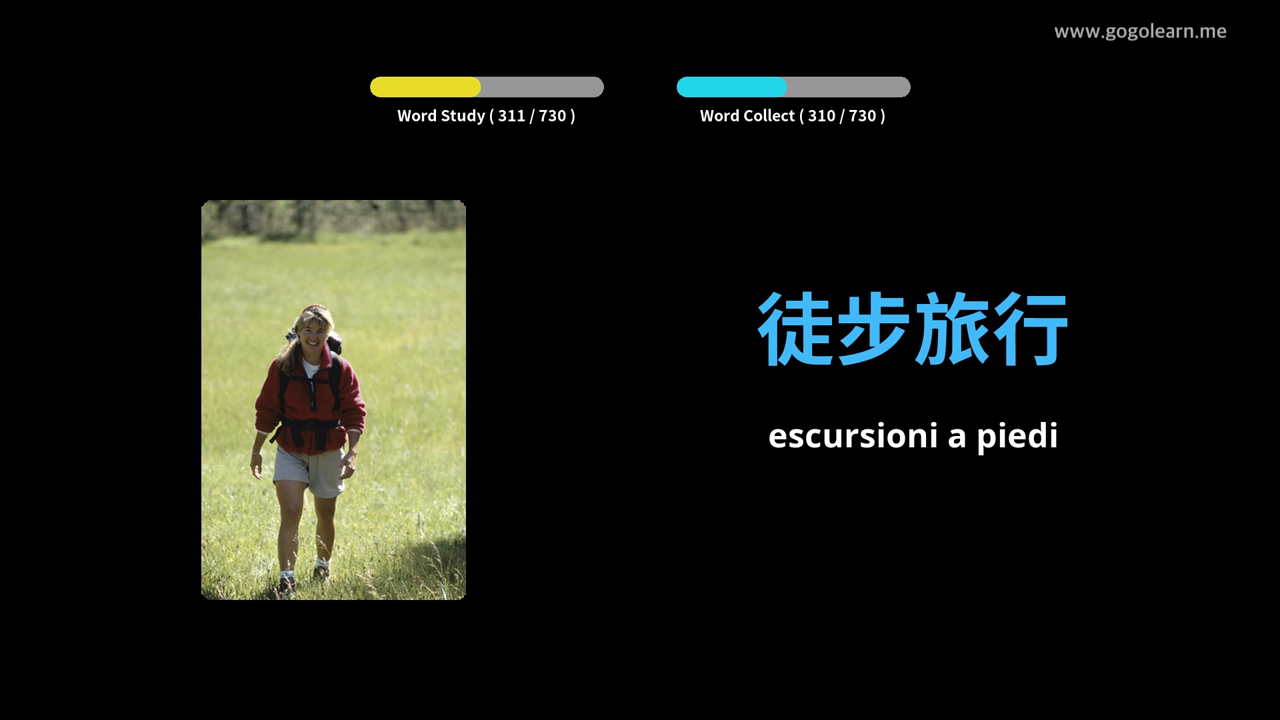 www.gogolearn.me
Word Study ( 311 / 730 )
Word Collect ( 310 / 730 )
徒步旅行
escursioni a piedi